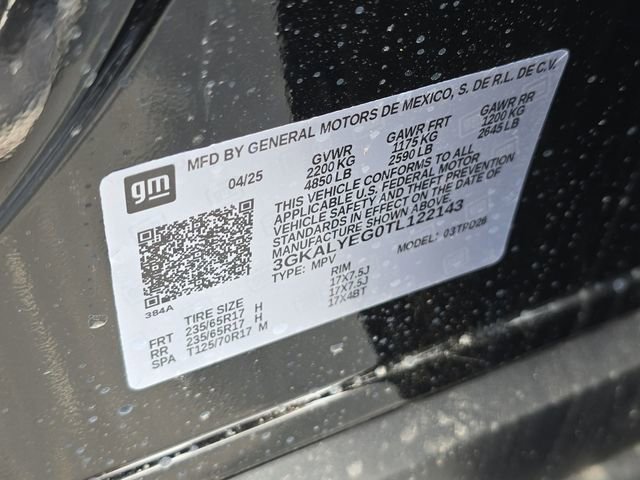 MFD BY GENERAL MOTORS DE MEXICO, S. DE R.L. DE C.V.
gm
04/25 GVWR GAWR FRT GAWR RR
2200 KG 1175 KG 1200 KG
4850 LB 2590 LB 2645 LB
THIS VEHICLE CONFORMS TO ALL
APPLICABLE U.S. FEDERAL MOTOR
VEHICLE SAFETY AND THEFT PREVENTION
STANDARDS IN EFFECT ON THE DATE OF
MANUFACTURE SHOWN ABOVE.
3GKALYEG0TL122143
TYPE: MPV MODEL: 03TPD26
384A
TIRE SIZE RIM
FRT 235/65R17 H 17X7.5J
RR 235/65R17 H 17X7.5J
SPA T125/70R17 M 17X4BT